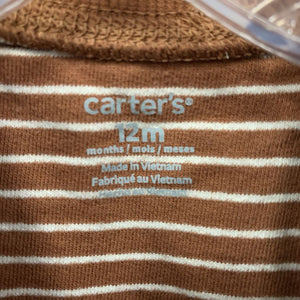 carter's®
12m
months / mois / meses
Made in Vietnam
Fabriqué au Vietnam